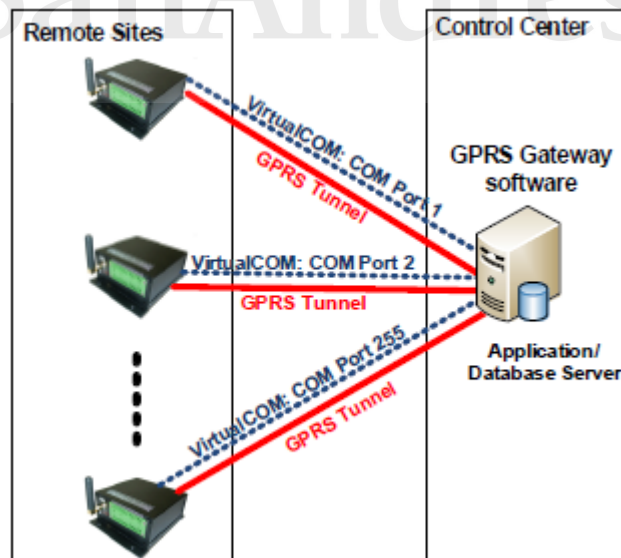 Remote Sites
Control Center
VirtualCOM: COM Port 1
GPRS Tunnel
GPRS Gateway
software
VirtualCOM: COM Port 2
GPRS Tunnel
Application/
Database Server
VirtualCOM: COM Port 255
GPRS Tunnel